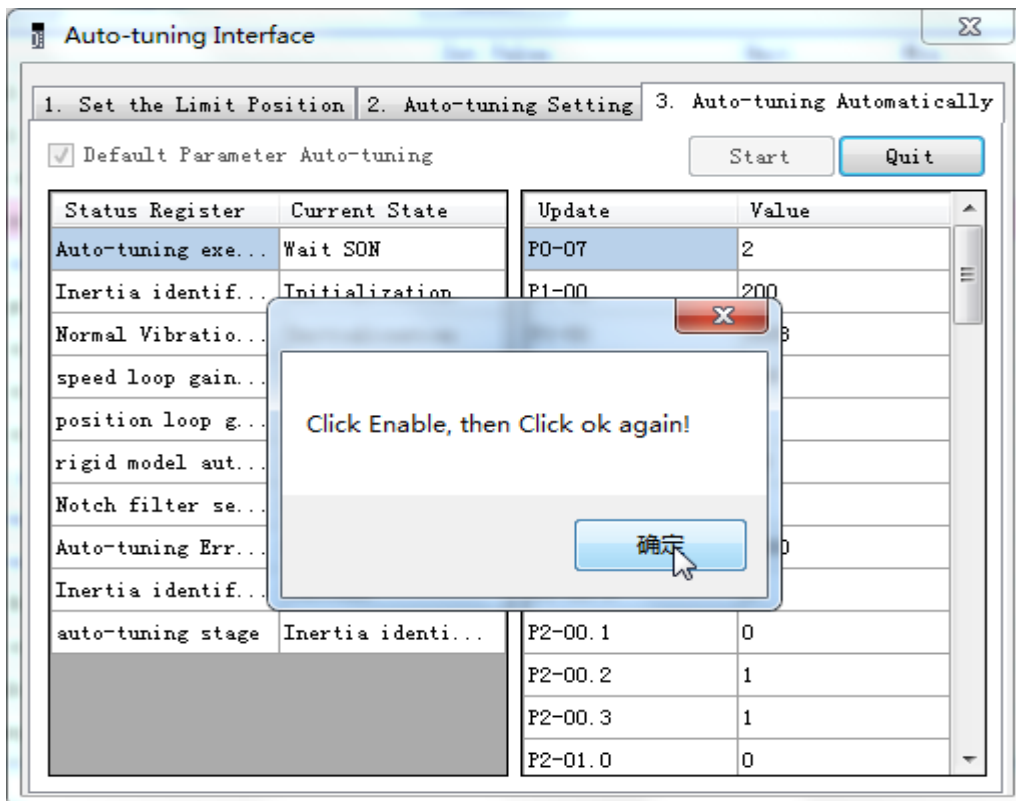 Auto-tuning Interface
1. Set the Limit Position 2. Auto-tuning Setting 3. Auto-tuning Automatically
Default Parameter Auto-tuning Start Quit
Status Register Current State Update Value
Auto-tuning exe... Wait SON P0-07 2
Inertia identif... Initialization P1-00 200
Normal Vibratio...
speed loop gain...
position loop g...
Click Enable, then Click ok again!
rigid model aut...
Notch filter se...
Auto-tuning Err...
确定
Inertia identif...
auto-tuning stage Inertia identi... P2-00.1 0
P2-00.2 1
P2-00.3 1
P2-01.0 0